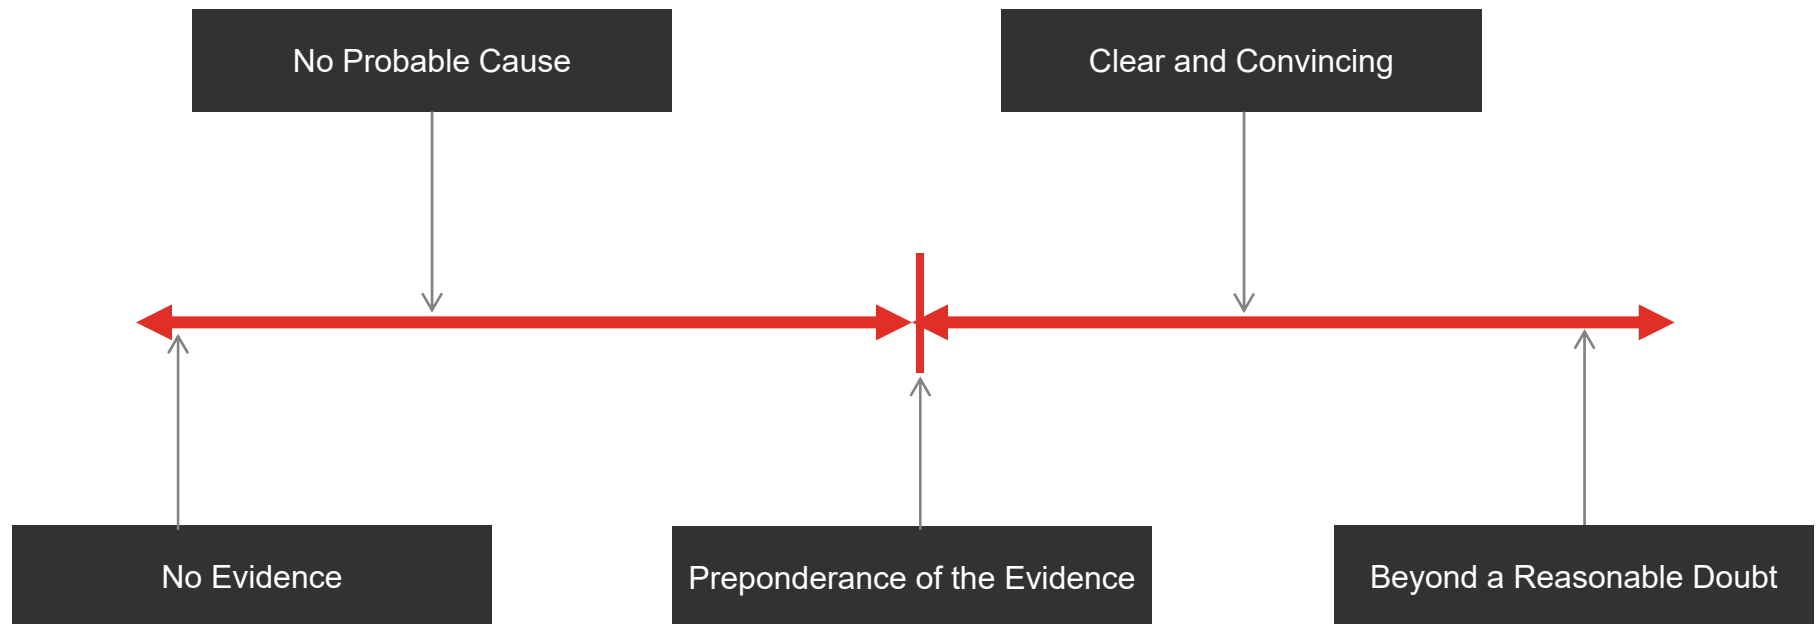 No Probable Cause
Clear and Convincing
No Evidence
Preponderance of the Evidence
Beyond a Reasonable Doubt